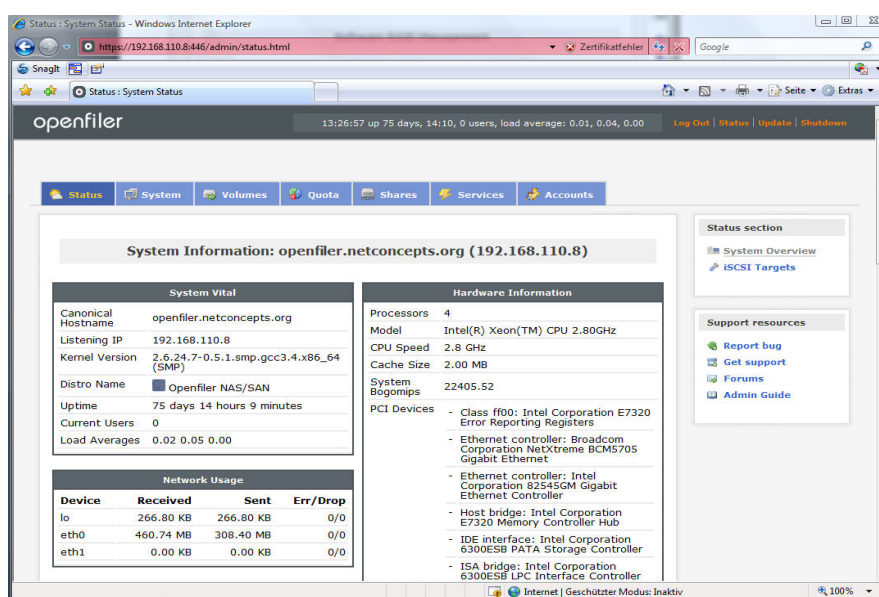 Status : System Status - Windows Internet Explorer
https://192.168.110.8:446/admin/status.html
Zertifikatfehler
Google
SnagIt
Status : System Status
Seite
Extras
openfiler
13:26:57 up 75 days, 14:10, 0 users, load average: 0.01, 0.04, 0.00
Log Out | Status | Update | Shutdown
Status
System
Volumes
Quota
Shares
Services
Accounts
System Information: openfiler.netconcepts.org (192.168.110.8)
System Vital
Canonical Hostname openfiler.netconcepts.org
Listening IP 192.168.110.8
Kernel Version 2.6.24.7-0.5.1.smp.gcc3.4.x86_64
(SMP)
Distro Name Openfiler NAS/SAN
Uptime 75 days 14 hours 9 minutes
Current Users 0
Load Averages 0.02 0.05 0.00
Network Usage
Device Received Sent Err/Drop
lo 266.80 KB 266.80 KB 0/0
eth0 460.74 MB 308.40 MB 0/0
eth1 0.00 KB 0.00 KB 0/0
Hardware Information
Processors 4
Model Intel(R) Xeon(TM) CPU 2.80GHz
CPU Speed 2.8 GHz
Cache Size 2.00 MB
System Bogomips 22405.52
PCI Devices
- Class ff00: Intel Corporation E7320
Error Reporting Registers
- Ethernet controller: Broadcom
Corporation NetXtreme BCM5705
Gigabit Ethernet
- Ethernet controller: Intel
Corporation 82545GM Gigabit
Ethernet Controller
- Host bridge: Intel Corporation
E7320 Memory Controller Hub
- IDE interface: Intel Corporation
6300ESB PATA Storage Controller
- ISA bridge: Intel Corporation
6300ESB LPC Interface Controller
Status section
System Overview
iSCSI Targets
Support resources
Report bug
Get support
Forums
Admin Guide
Internet | Geschützter Modus: Inaktiv
100%